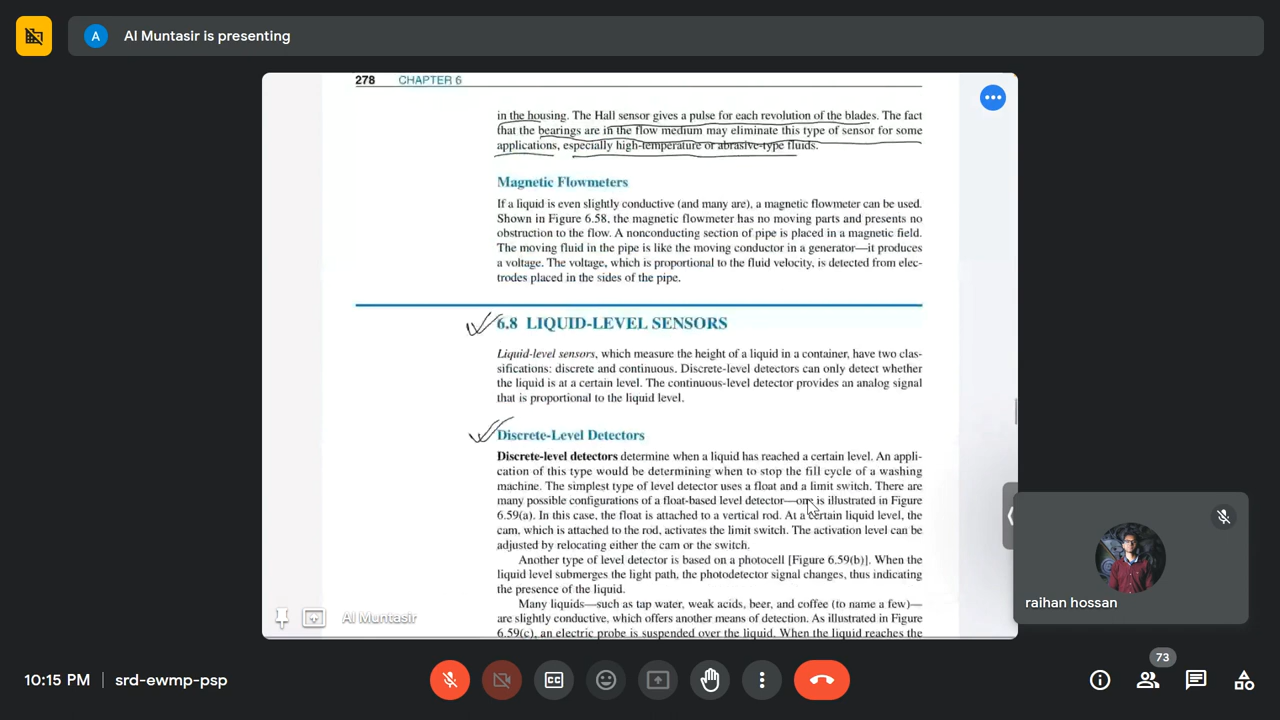 A Al Muntasir is presenting
278 CHAPTER 6
in the housing. The Hall sensor gives a pulse for each revolution of the blades. The fact
that the bearings are in the flow medium may eliminate this type of sensor for some
applications, especially high-temperature or abrasive-type fluids.
Magnetic Flowmeters
If a liquid is even slightly conductive (and many are), a magnetic flowmeter can be used.
Shown in Figure 6.58, the magnetic flowmeter has no moving parts and presents no
obstruction to the flow. A nonconducting section of pipe is placed in a magnetic field.
The moving fluid in the pipe is like the moving conductor in a generator—it produces
a voltage. The voltage, which is proportional to the fluid velocity, is detected from elec-
trodes placed in the sides of the pipe.
6.8 LIQUID-LEVEL SENSORS
Liquid-level sensors, which measure the height of a liquid in a container, have two clas-
sifications: discrete and continuous. Discrete-level detectors can only detect whether
the liquid is at a certain level. The continuous-level detector provides an analog signal
that is proportional to the liquid level.
Discrete-Level Detectors
Discrete-level detectors determine when a liquid has reached a certain level. An appli-
cation of this type would be determining when to stop the fill cycle of a washing
machine. The simplest type of level detector uses a float and a limit switch. There are
many possible configurations of a float-based level detector—one is illustrated in Figure
6.59(a). In this case, the float is attached to a vertical rod. At a certain liquid level, the
cam, which is attached to the rod, activates the limit switch. The activation level can be
adjusted by relocating either the cam or the switch.
Another type of level detector is based on a photocell [Figure 6.59(b)]. When the
liquid level submerges the light path, the photodetector signal changes, thus indicating
the presence of the liquid.
Many liquids—such as tap water, weak acids, beer, and coffee (to name a few)—
are slightly conductive, which offers another means of detection. As illustrated in Figure
6.59(c), an electric probe is suspended over the liquid. When the liquid reaches the
Al Muntasir
raihan hossan
10:15 PM srd-ewmp-psp
CC
73